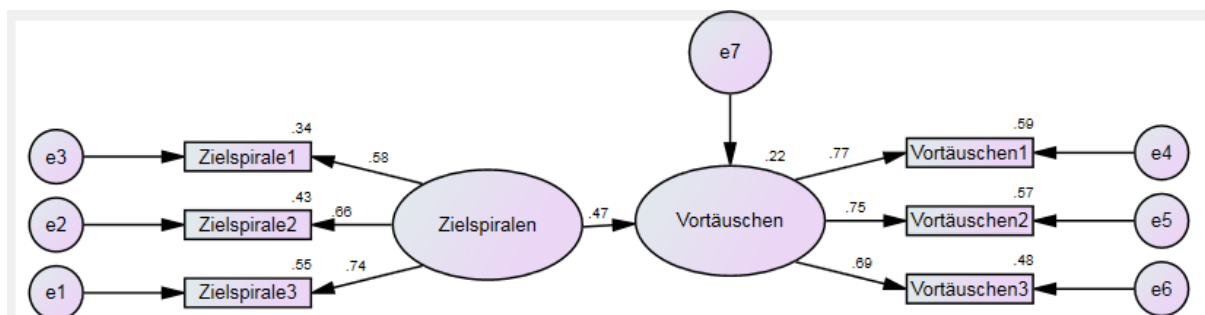 e7
.34
.59
e3
Zielspirale1
.58
.22
.77
Vortäuschen1
e4
.43
.57
e2
Zielspirale2
.66
Zielspiralen
.47
Vortäuschen
.75
Vortäuschen2
e5
.55
.74
.69
.48
e1
Zielspirale3
Vortäuschen3
e6